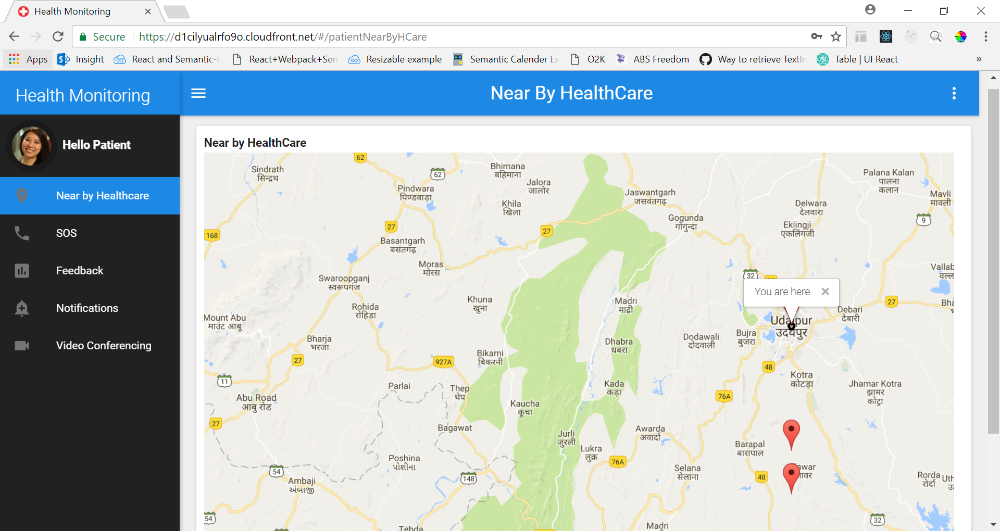 Health Monitoring
Secure
https://d1cilyualrfo9o.cloudfront.net/#/patientNearByHCare
Apps
Insight
React and Semantic-
React+Webpack+Sem
Resizable example
Semantic Calender Ex
O2K
ABS Freedom
Way to retrieve TextIn
Table | UI React
»
Health Monitoring
Near By HealthCare
Hello Patient
Near by Healthcare
SOS
Feedback
Notifications
Video Conferencing
Near by HealthCare
62
Sindrath
सिन्द्रथ
62
Bhimana
बहिमाना
Jalora
जालोर
Pindwara
पिण्डवाड़ा
Khila
खिला
Jaswantgarh
जसवंतगढ़
Palana Kalan
पालना
कलान
Mavli
मावली
Delwara
देलवारा
Gogunda
गोगुन्दा
Eklingji
एकलिंगजी
9
168
27
27
Basantgarh
बसंतगढ़
Moras
मोरस
Swaroopganj
स्वरूपगंज
Vallab
वल्ल
32
You are here
Khuna
खुना
Madri
माद्री
27
Rohida
रोहिडा
Debari
देबारी
Mount Abu
माउंट आबू
Udaipur
उदयपुर
Bharja
भरजा
Dhabra
धबरा
Dodawali
दोदवाली
Bujra
बुजरा
Bikarni
बिकरनी
27
927A
48
11
Parlai
Thep
थेप
Kada
कड़ा
Kotra
कोटड़ा
Jhamar Kotra
झामर
कोट्रा
Abu Road
आबु रोड
Kaucha
कूचा
76A
27
Bagawat
Jurli
जुरली
Awarda
अवार्दा
Lukra
लुक्र
Barapal
बारापाल
Poshina
પોશીના
76A
Selana
सेलाना
54
148
48
awar
ावर
Ambaji
અંબાજી
Rorda
रोर्दा
Uth
54
Tebda
Madri
32